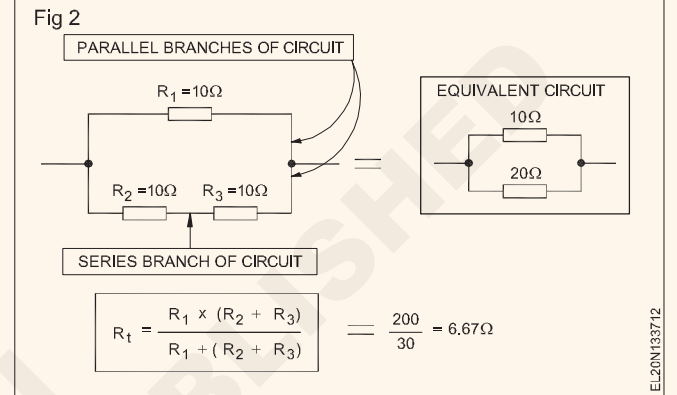 Fig 2
PARALLEL BRANCHES OF CIRCUIT
R1 =10Ω
R2 =10Ω R3 =10Ω
SERIES BRANCH OF CIRCUIT
=
EQUIVALENT CIRCUIT
10Ω
20Ω
Rt = R1 x (R2 + R3) / R1 + ( R2 + R3) = 200 / 30 = 6.67Ω
EL20N133712
BLISHED